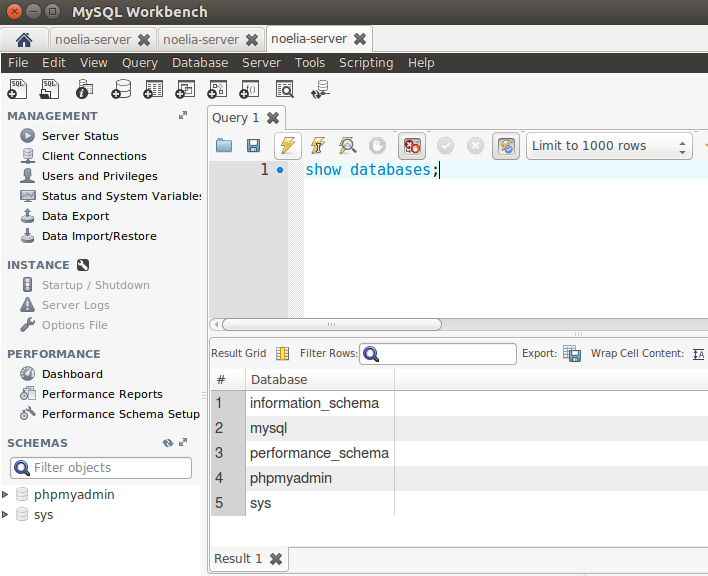 MySQL Workbench
noelia-server noelia-server noelia-server
File Edit View Query Database Server Tools Scripting Help
MANAGEMENT
Server Status
Client Connections
Users and Privileges
Status and System Variables
Data Export
Data Import/Restore
INSTANCE
Startup / Shutdown
Server Logs
Options File
PERFORMANCE
Dashboard
Performance Reports
Performance Schema Setup
SCHEMAS
Filter objects
phpmyadmin
sys
Query 1
Limit to 1000 rows
1 show databases;
Result Grid Filter Rows: Export: Wrap Cell Content:
# Database
1 information_schema
2 mysql
3 performance_schema
4 phpmyadmin
5 sys
Result 1